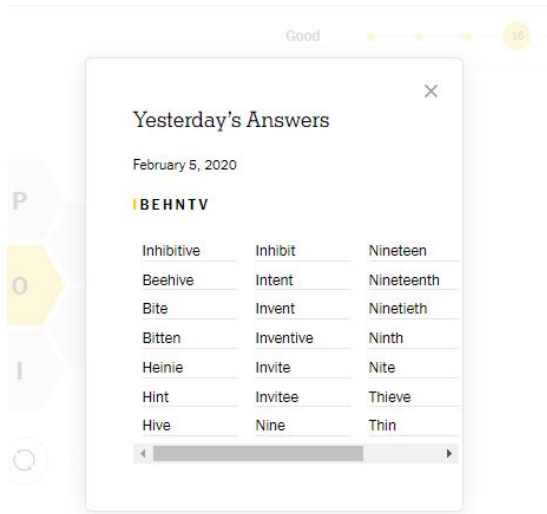 Good
16
Yesterday's Answers
February 5, 2020
IBEHNTV
P
O
I
Inhibitive Inhibit Nineteen
Beehive Intent Nineteenth
Bite Invent Ninetieth
Bitten Inventive Ninth
Heinie Invite Nite
Hint Invitee Thieve
Hive Nine Thin